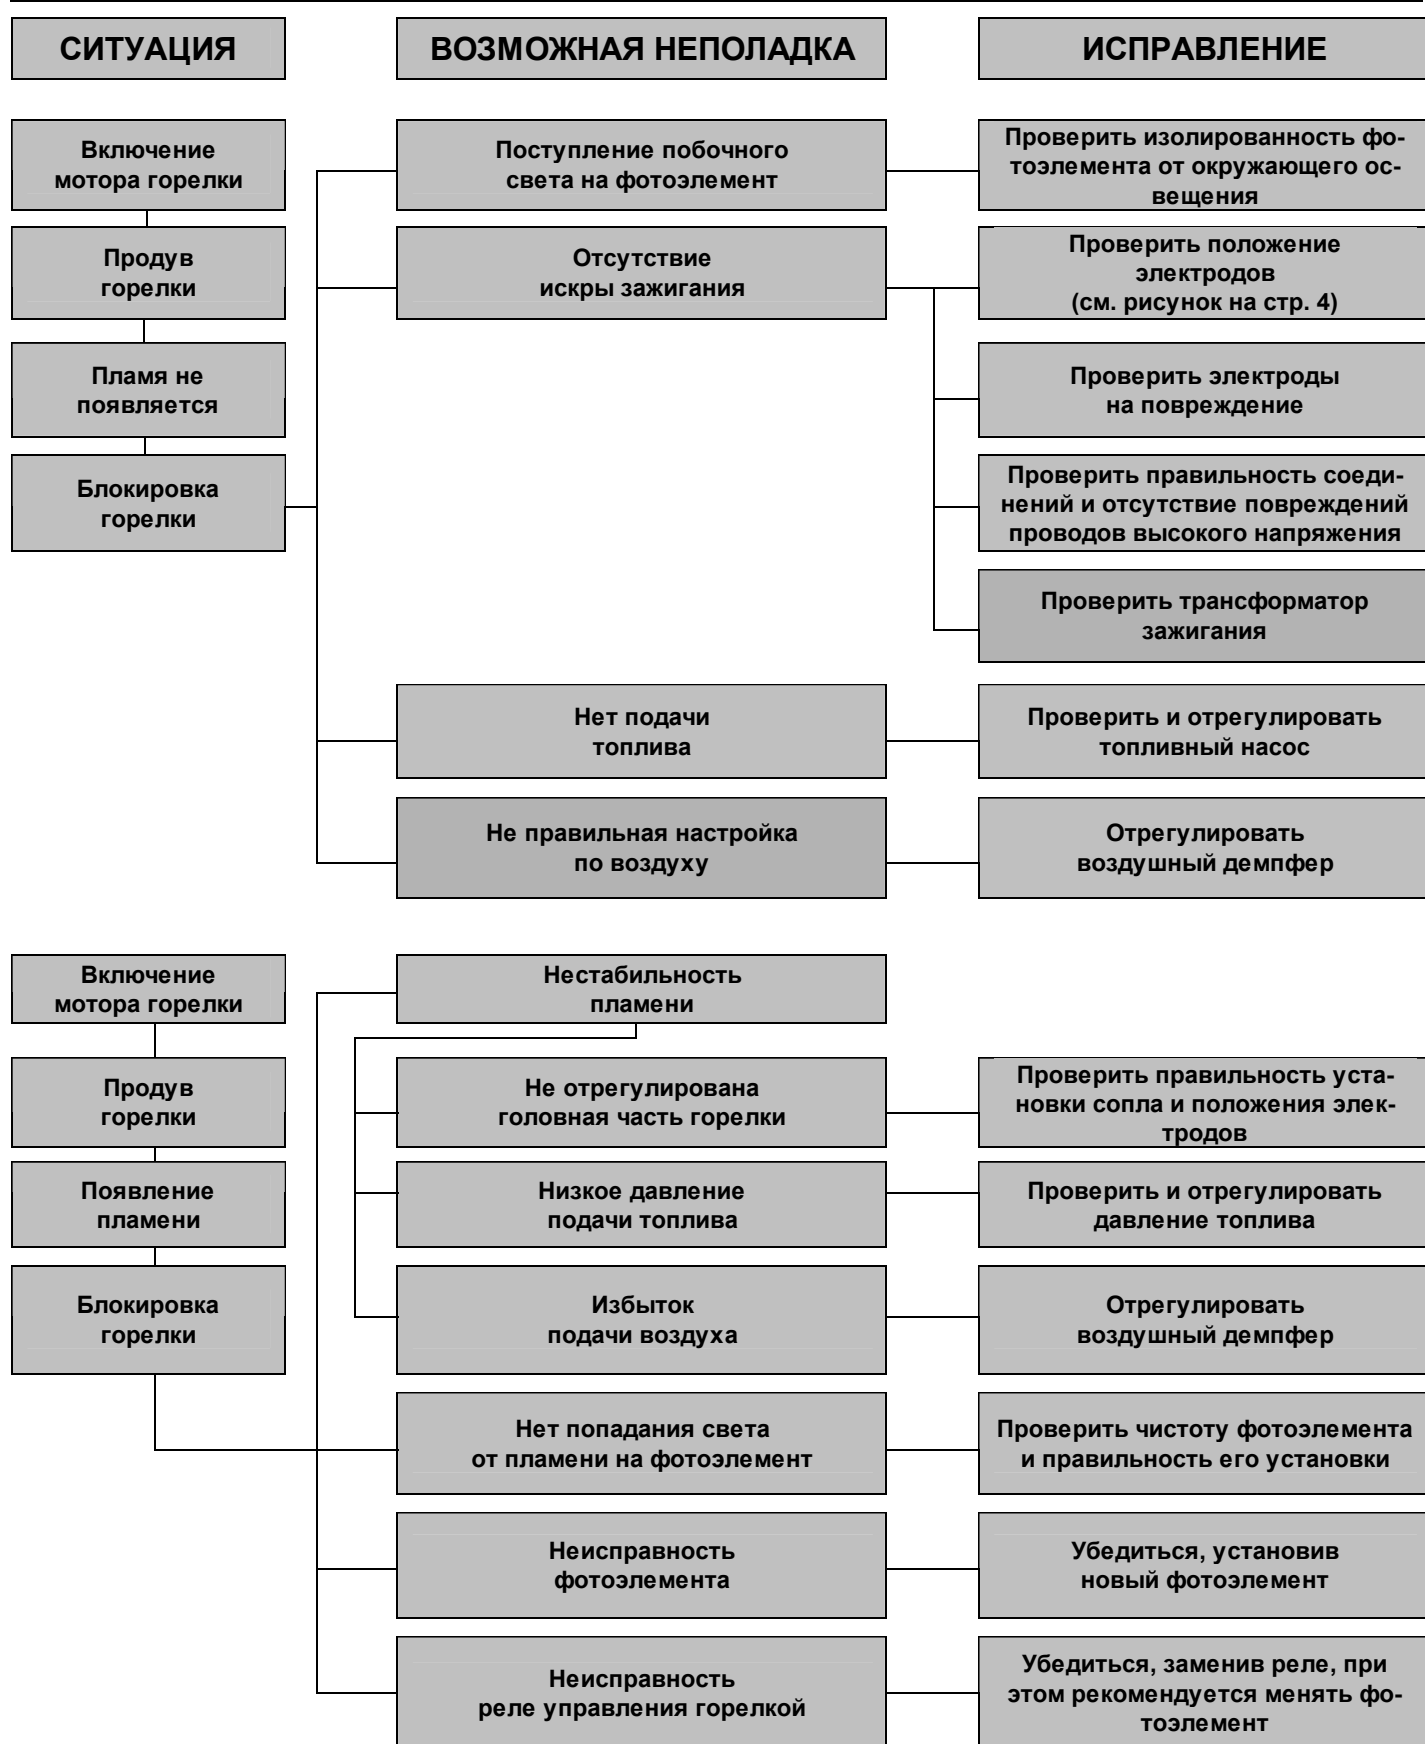 СИТУАЦИЯ
ВОЗМОЖНАЯ НЕПОЛАДКА
ИСПРАВЛЕНИЕ
Включение
мотора горелки
Продув
горелки
Пламя не
появляется
Блокировка
горелки
Поступление побочного
света на фотоэлемент
Проверить изолированность фо-
тоэлемента от окружающего ос-
вещения
Отсутствие
искры зажигания
Проверить положение
электродов
(см. рисунок на стр. 4)
Проверить электроды
на повреждение
Проверить правильность соеди-
нений и отсутствие повреждений
проводов высокого напряжения
Проверить трансформатор
зажигания
Нет подачи
топлива
Проверить и отрегулировать
топливный насос
Не правильная настройка
по воздуху
Отрегулировать
воздушный демпфер
Включение
мотора горелки
Продув
горелки
Появление
пламени
Блокировка
горелки
Нестабильность
пламени
Не отрегулирована
головная часть горелки
Проверить правильность уста-
новки сопла и положения элек-
тродов
Низкое давление
подачи топлива
Проверить и отрегулировать
давление топлива
Избыток
подачи воздуха
Отрегулировать
воздушный демпфер
Нет попадания света
от пламени на фотоэлемент
Проверить чистоту фотоэлемента
и правильность его установки
Неисправность
фотоэлемента
Убедиться, установив
новый фотоэлемент
Неисправность
реле управления горелкой
Убедиться, заменив реле, при
этом рекомендуется менять фо-
тоэлемент